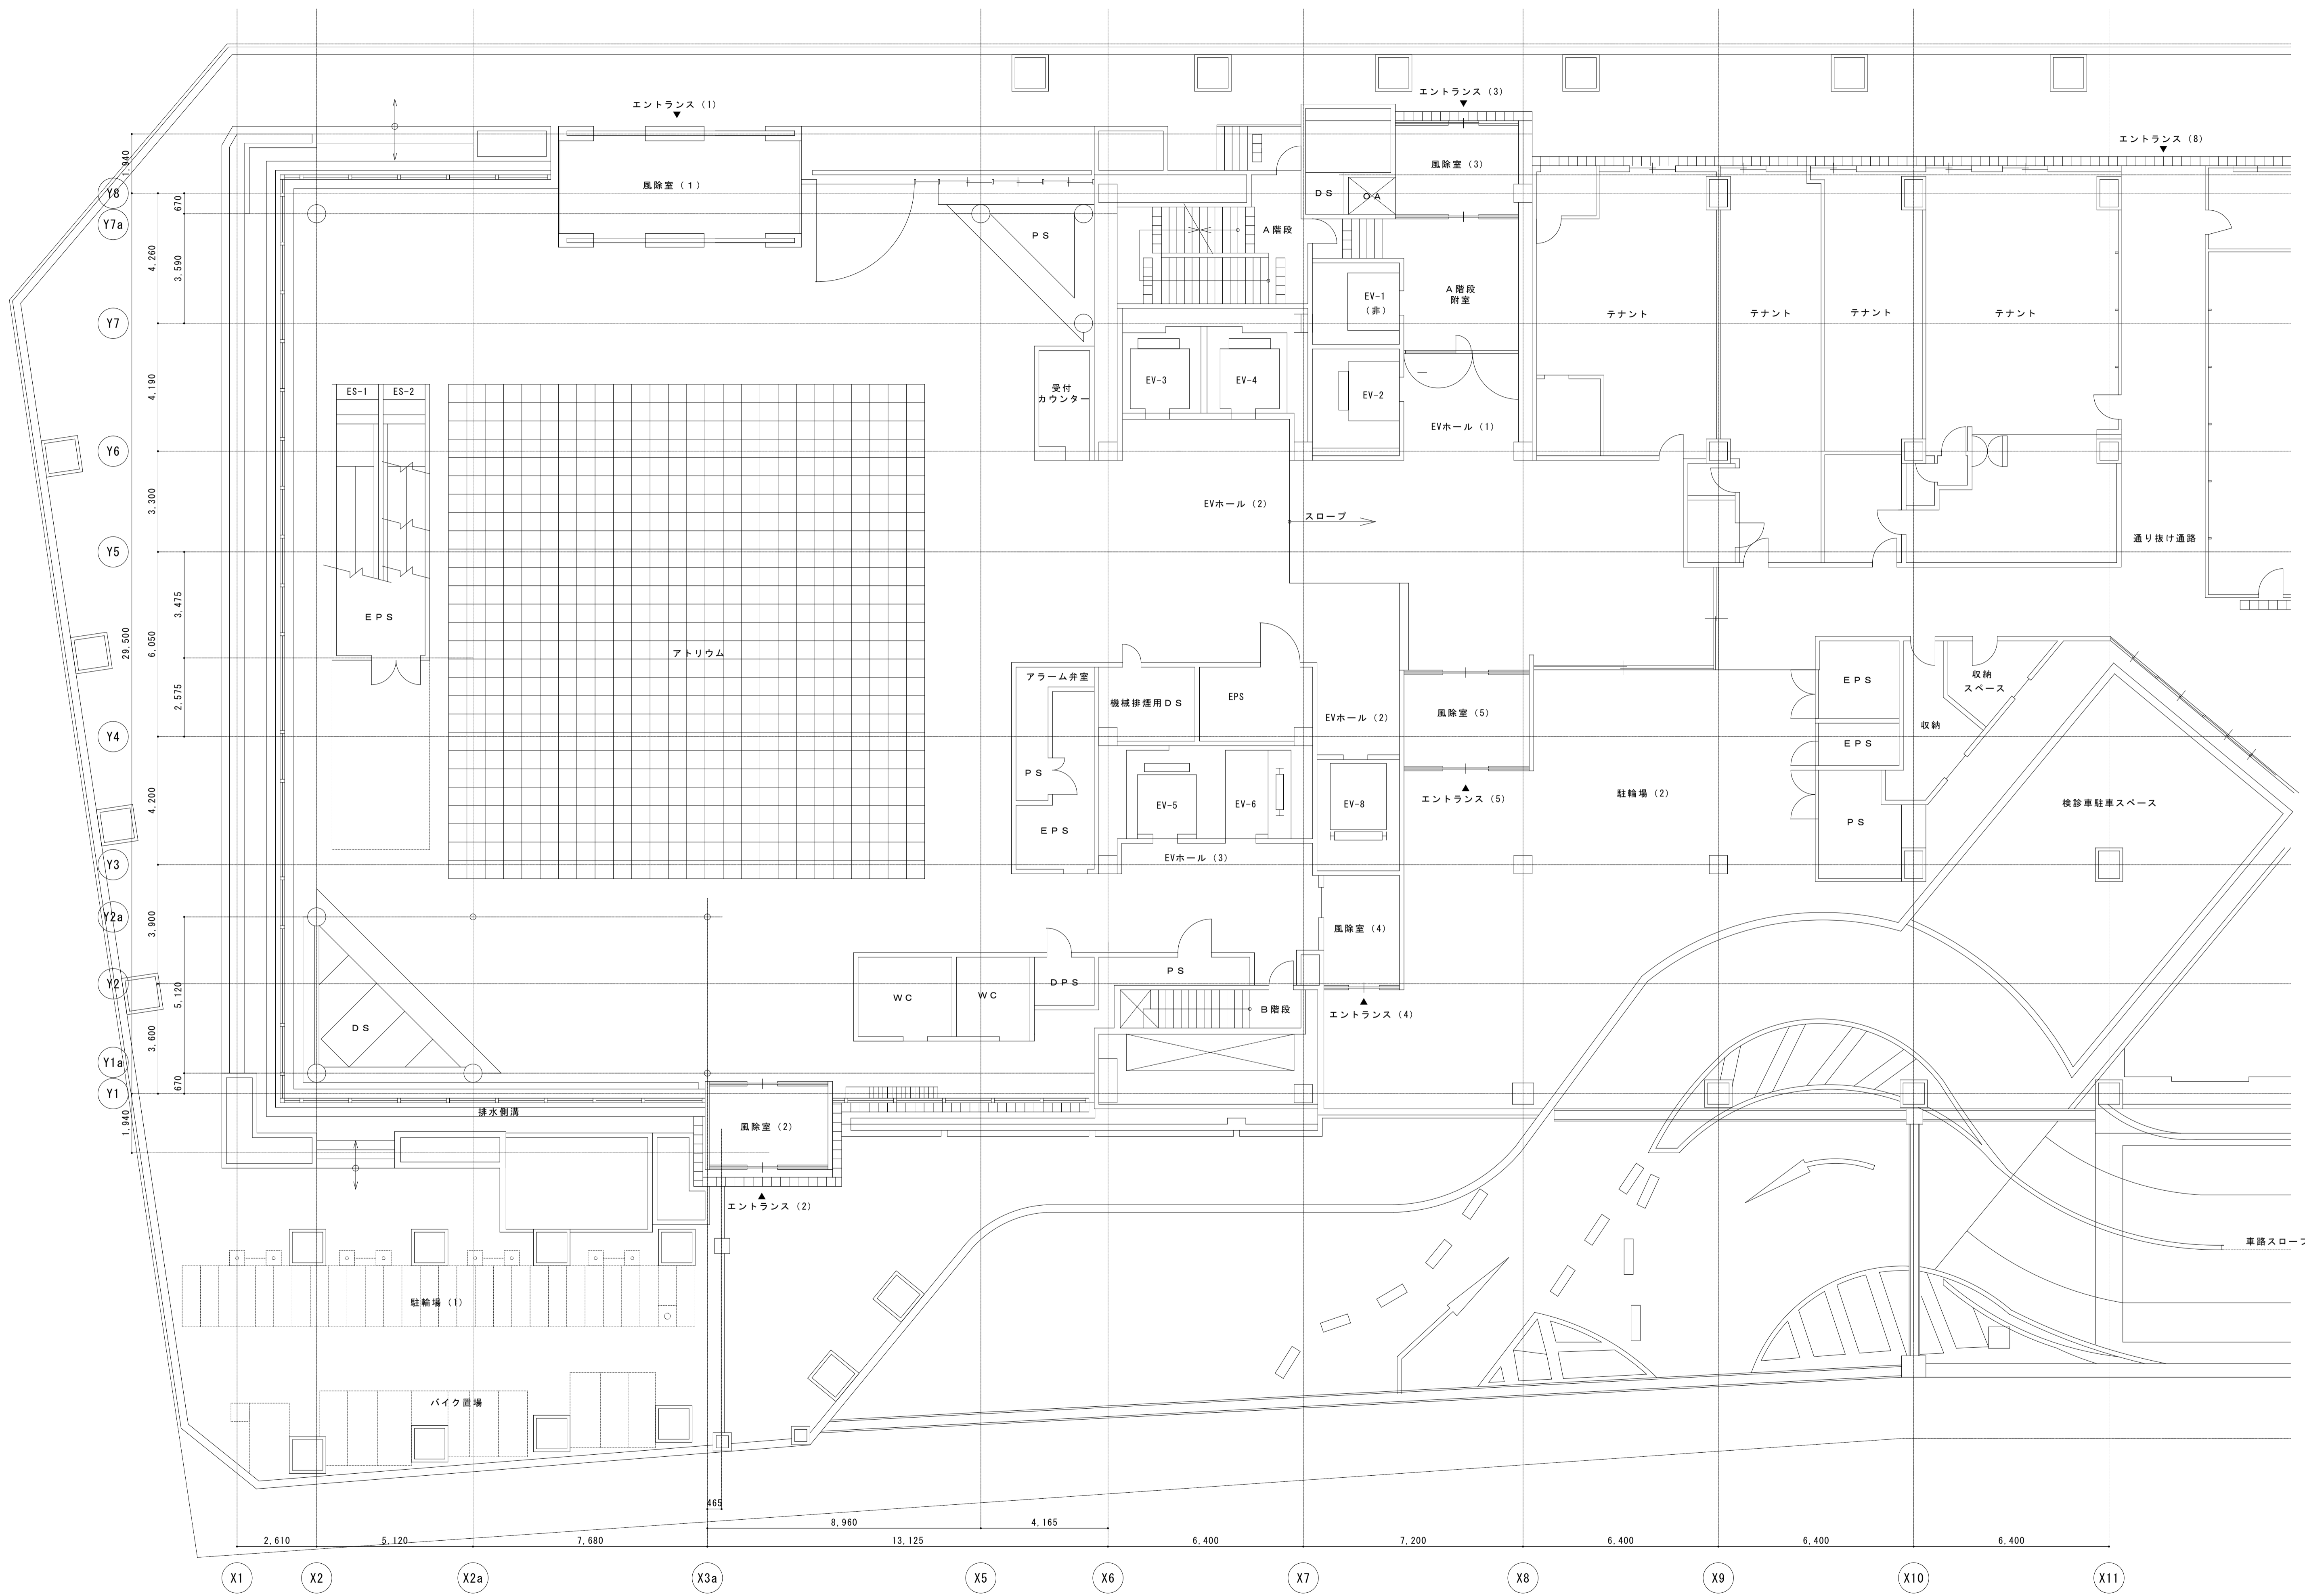 エントランス（1）
エントランス（3）
エントランス（8）
風除室（1）
風除室（3）
ＤＳ
ＯＡ
ＰＳ
Ａ階段
EV-1
（非）
Ａ階段
附室
テナント
テナント
テナント
テナント
ES-1
ES-2
受付
カウンター
EV-3
EV-4
EV-2
EVホール（1）
EVホール（2）
スロープ
通り抜け通路
ＥＰＳ
アトリウム
アラーム弁室
機械排煙用ＤＳ
EPS
EVホール（2）
風除室（5）
ＥＰＳ
収納
スペース
収納
ＥＰＳ
ＰＳ
EV-5
EV-6
EV-8
エントランス（5）
駐輪場（2）
検診車駐車スペース
ＥＰＳ
ＰＳ
EVホール（3）
風除室（4）
ＰＳ
ＤＰＳ
ＷＣ
ＷＣ
Ｂ階段
エントランス（4）
ＤＳ
排水側溝
風除室（2）
エントランス（2）
車路スロープ
駐輪場（1）
バイク置場
Y8
Y7a
Y7
Y6
Y5
Y4
Y3
Y2a
Y2
Y1a
Y1
1,940
29,500
1,940
4,260
4,190
3,300
6,050
4,200
3,900
3,600
670
3,590
3,475
2,575
5,120
670
465
8,960
4,165
2,610
5,120
7,680
13,125
6,400
7,200
6,400
6,400
6,400
X1
X2
X2a
X3a
X5
X6
X7
X8
X9
X10
X11